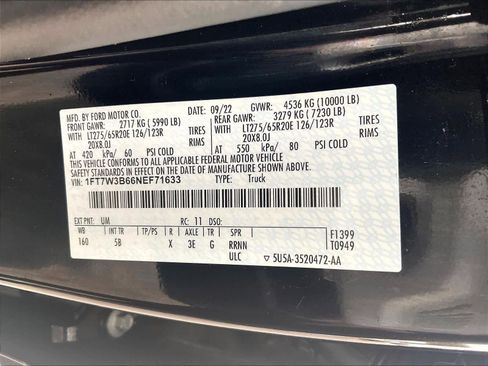 MFD. BY FORD MOTOR CO. 09/22 GVWR: 4536 KG (10000 LB)
FRONT GAWR: 2717 KG (5990 LB) REAR GAWR: 3279 KG (7230 LB)
LT275/65R20E 126/123R TIRES LT275/65R20E 126/123R TIRES
20X8.0J RIMS 20X8.0J RIMS
AT 420 kPa/ 60 PSI COLD AT 550 kPa/ 80 PSI COLD
THIS VEHICLE CONFORMS TO ALL APPLICABLE FEDERAL MOTOR VEHICLE
SAFETY STANDARDS IN EFFECT ON THE DATE OF MANUFACTURE SHOWN ABOVE.
VIN: 1FT7W3B66NEF71633 TYPE: Truck
EXT PNT: UM RC: 11 DSO: F1399
WB INT TR TP/PS R AXLE TR SPR T0949
160 5B X 3E G RRNN
ULC ▽ 5U5A-3520472-AA